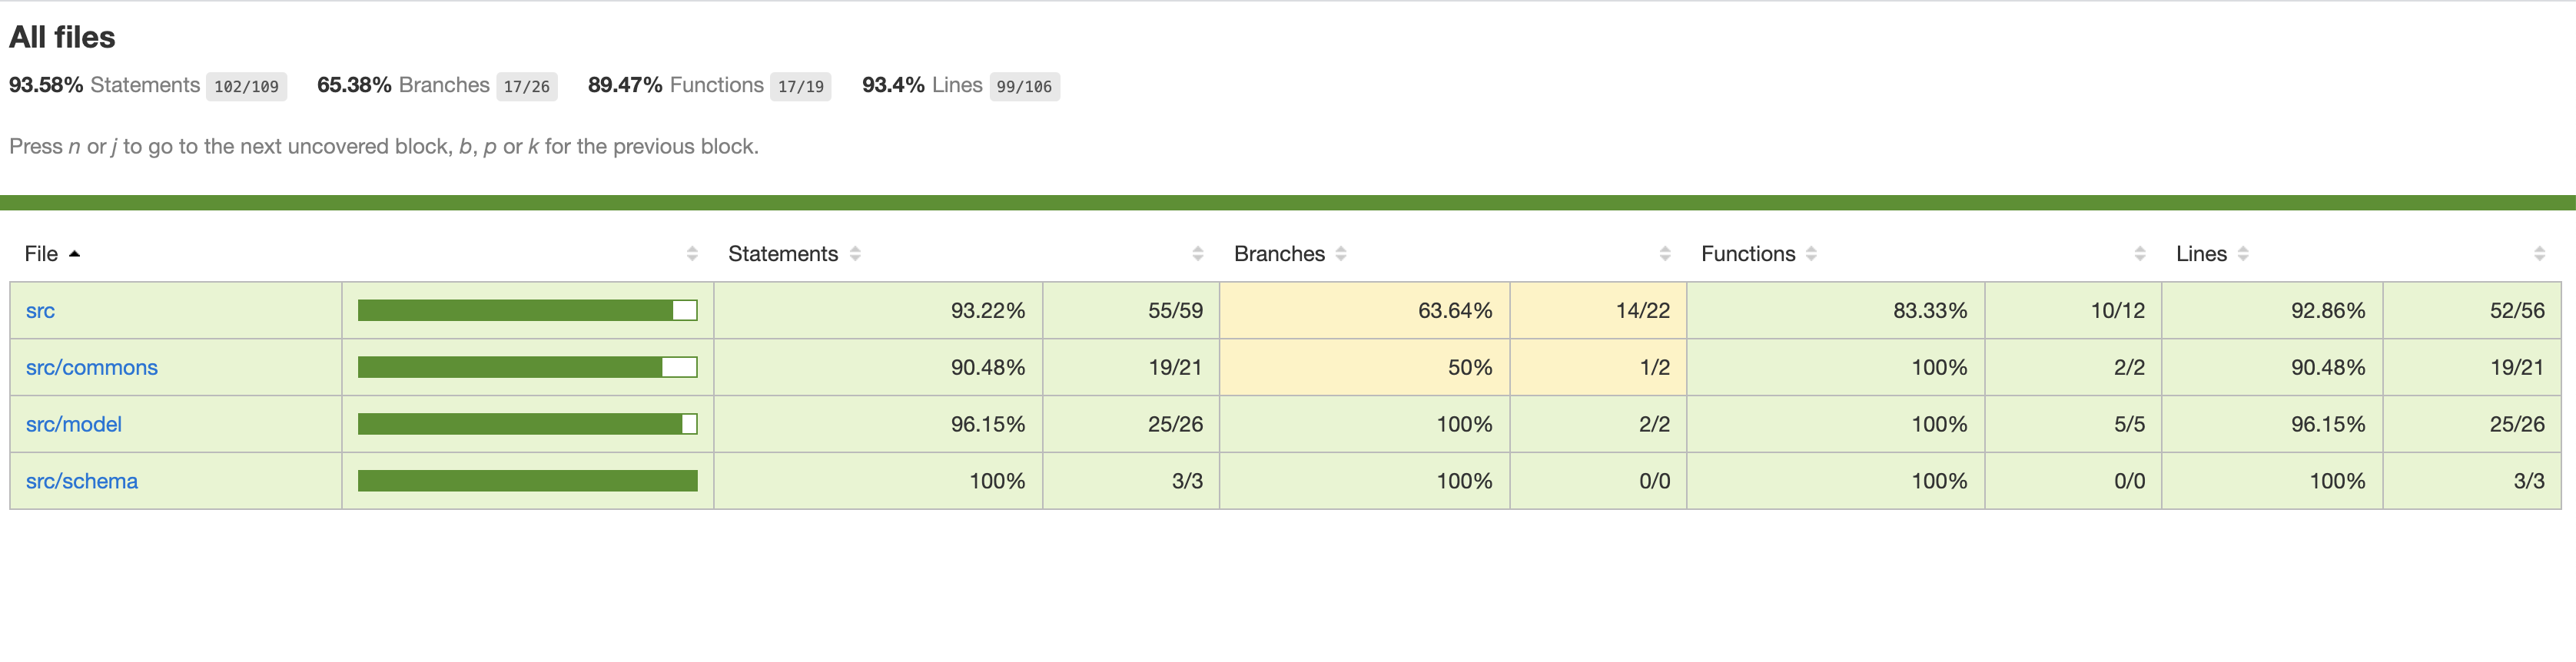 All files
93.58% Statements 102/109 65.38% Branches 17/26 89.47% Functions 17/19 93.4% Lines 99/106
Press n or j to go to the next uncovered block, b, p or k for the previous block.
File Statements Branches Functions Lines
src 93.22% 55/59 63.64% 14/22 83.33% 10/12 92.86% 52/56
src/commons 90.48% 19/21 50% 1/2 100% 2/2 90.48% 19/21
src/model 96.15% 25/26 100% 2/2 100% 5/5 96.15% 25/26
src/schema 100% 3/3 100% 0/0 100% 0/0 100% 3/3